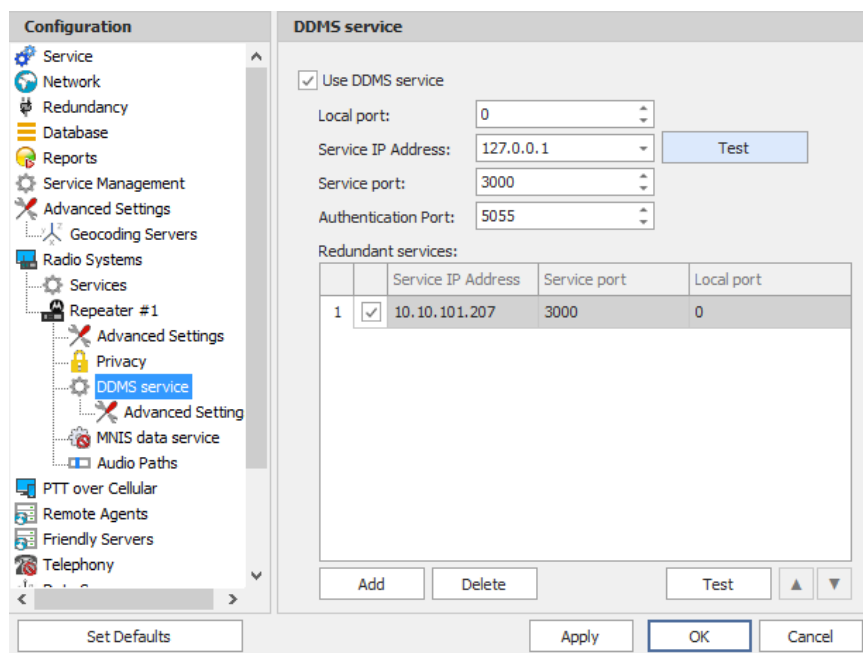 Configuration
Service
Network
Redundancy
Database
Reports
Service Management
Advanced Settings
Geocoding Servers
Radio Systems
Services
Repeater #1
Advanced Settings
Privacy
DDMS service
Advanced Setting
MNIS data service
Audio Paths
PTT over Cellular
Remote Agents
Friendly Servers
Telephony
Set Defaults
DDMS service
Use DDMS service
Local port: 0
Service IP Address: 127.0.0.1 Test
Service port: 3000
Authentication Port: 5055
Redundant services:
Service IP Address Service port Local port
1 10.10.101.207 3000 0
Add Delete Test
Apply OK Cancel